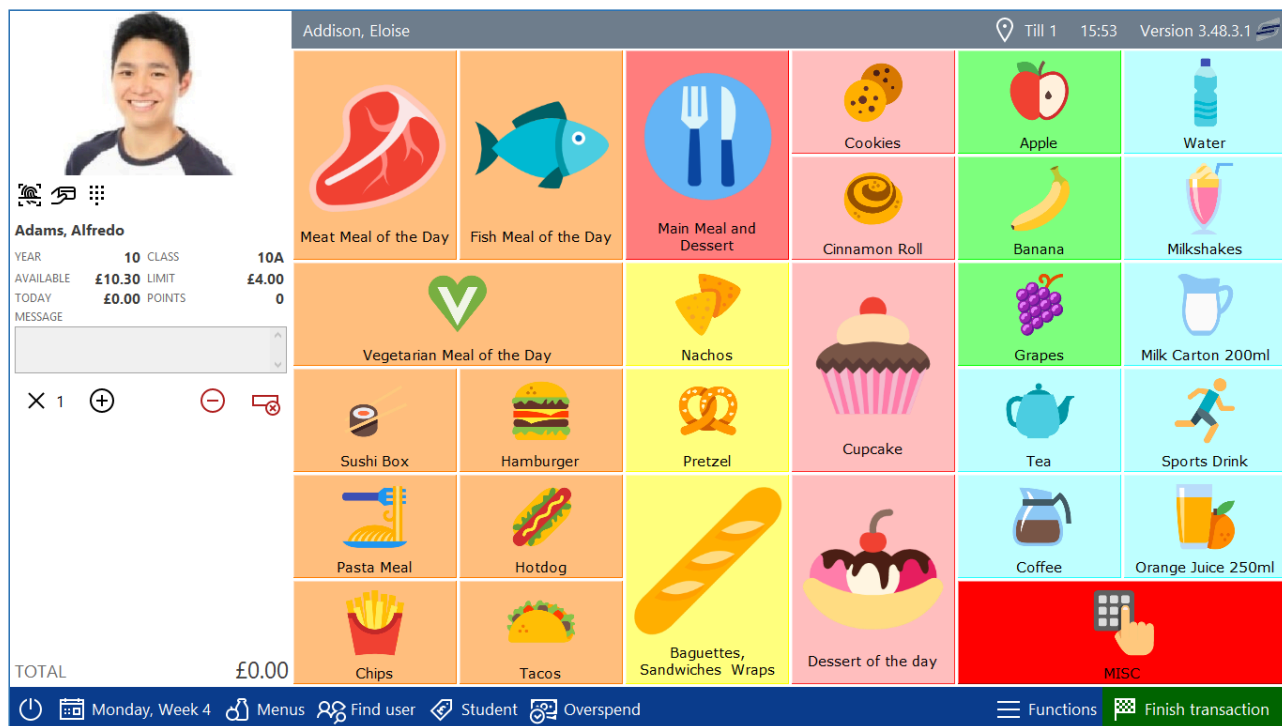 Addison, Eloise
Till 1 15:53 Version 3.48.3.1
Adams, Alfredo
YEAR 10 CLASS 10A
AVAILABLE £10.30 LIMIT £4.00
TODAY £0.00 POINTS 0
MESSAGE
1
TOTAL £0.00
Meat Meal of the Day
Fish Meal of the Day
Main Meal and
Dessert
Cookies
Apple
Water
Cinnamon Roll
Banana
Milkshakes
Vegetarian Meal of the Day
Nachos
Cupcake
Grapes
Milk Carton 200ml
Sushi Box
Hamburger
Pretzel
Tea
Sports Drink
Pasta Meal
Hotdog
Baguettes,
Sandwiches Wraps
Dessert of the day
Coffee
Orange Juice 250ml
Chips
Tacos
MISC
Monday, Week 4 Menus Find user Student Overspend Functions Finish transaction